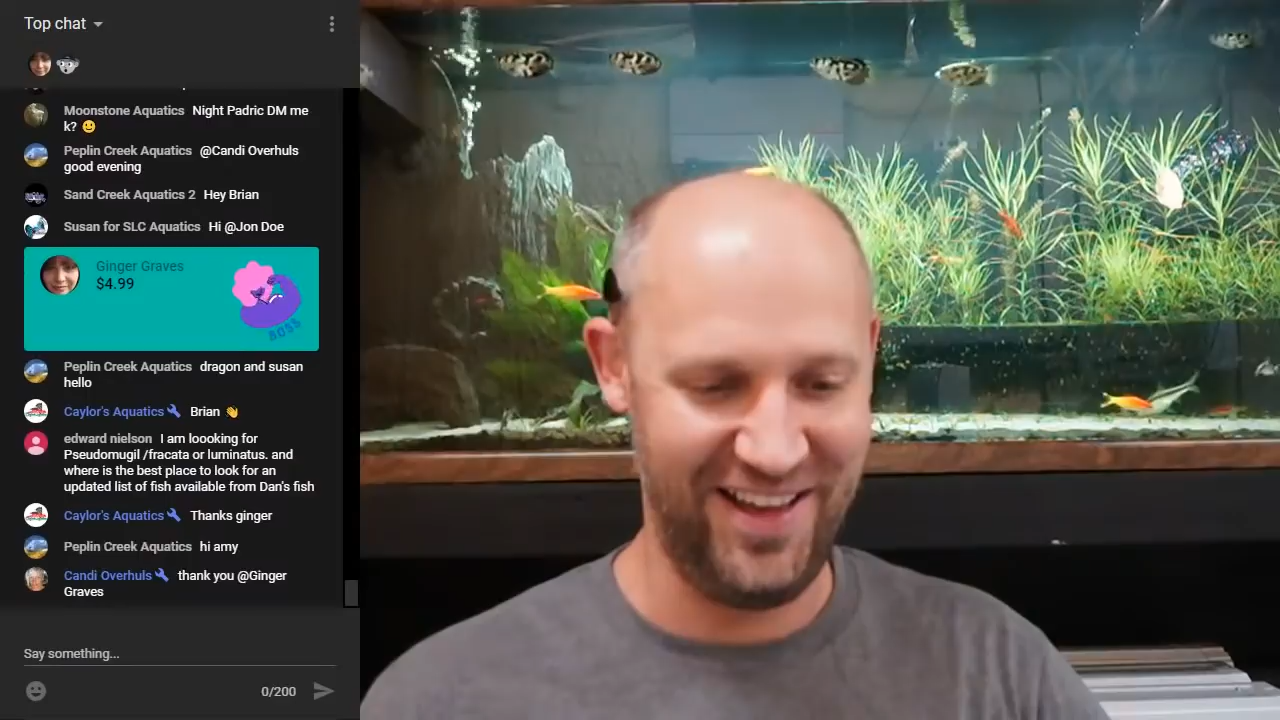 Top chat
Moonstone Aquatics Night Padric DM me
k?
Peplin Creek Aquatics @Candi Overhuls
good evening
Sand Creek Aquatics 2 Hey Brian
Susan for SLC Aquatics Hi @Jon Doe
Ginger Graves
$4.99
BOSS
Peplin Creek Aquatics dragon and susan
hello
Caylor's Aquatics Brian
edward nielson I am loooking for
Pseudomugil /fracata or luminatus. and
where is the best place to look for an
updated list of fish available from Dan's fish
Caylor's Aquatics Thanks ginger
Peplin Creek Aquatics hi amy
Candi Overhuls thank you @Ginger
Graves
Say something...
0/200